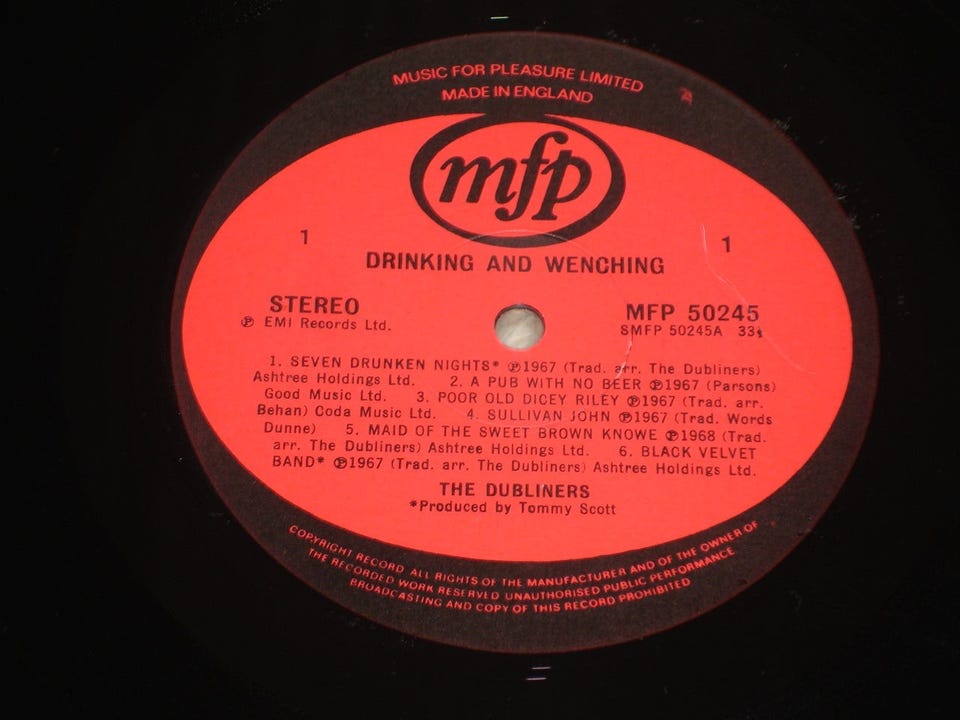 MUSIC FOR PLEASURE LIMITED
MADE IN ENGLAND
mfp
1
1
DRINKING AND WENCHING
STEREO
MFP 50245
Ⓟ EMI Records Ltd.
SMFP 50245A 33⅓
1. SEVEN DRUNKEN NIGHTS* Ⓟ1967 (Trad. arr. The Dubliners)
Ashtree Holdings Ltd. 2. A PUB WITH NO BEER Ⓟ1967 (Parsons)
Good Music Ltd. 3. POOR OLD DICEY RILEY Ⓟ1967 (Trad. arr.
Behan) Coda Music Ltd. 4. SULLIVAN JOHN Ⓟ1967 (Trad. Words
Dunne) 5. MAID OF THE SWEET BROWN KNOWE Ⓟ1968 (Trad.
arr. The Dubliners) Ashtree Holdings Ltd. 6. BLACK VELVET
BAND* Ⓟ1967 (Trad. arr. The Dubliners) Ashtree Holdings Ltd.
THE DUBLINERS
*Produced by Tommy Scott
COPYRIGHT RECORD ALL RIGHTS OF THE MANUFACTURER AND OF THE OWNER OF
THE RECORDED WORK RESERVED UNAUTHORISED PUBLIC PERFORMANCE
BROADCASTING AND COPY OF THIS RECORD PROHIBITED